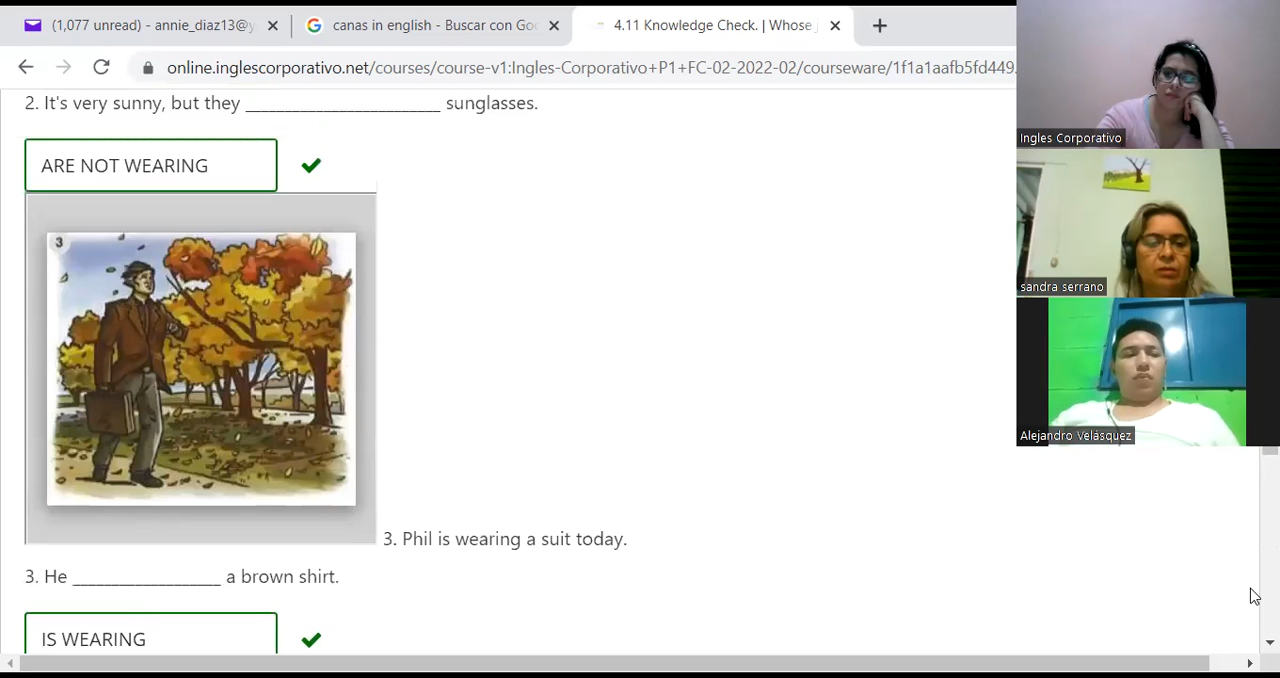 (1,077 unread) - annie_diaz13@y
canas in english - Buscar con Goo
4.11 Knowledge Check. | Whose j
online.inglescorporativo.net/courses/course-v1:Ingles-Corporativo+P1+FC-02-2022-02/courseware/1f1a1aafb5fd449.
Ingles Corporativo
2. It's very sunny, but they ________________________ sunglasses.
ARE NOT WEARING
sandra serrano
3
Alejandro Velásquez
3. Phil is wearing a suit today.
3. He __________________ a brown shirt.
IS WEARING